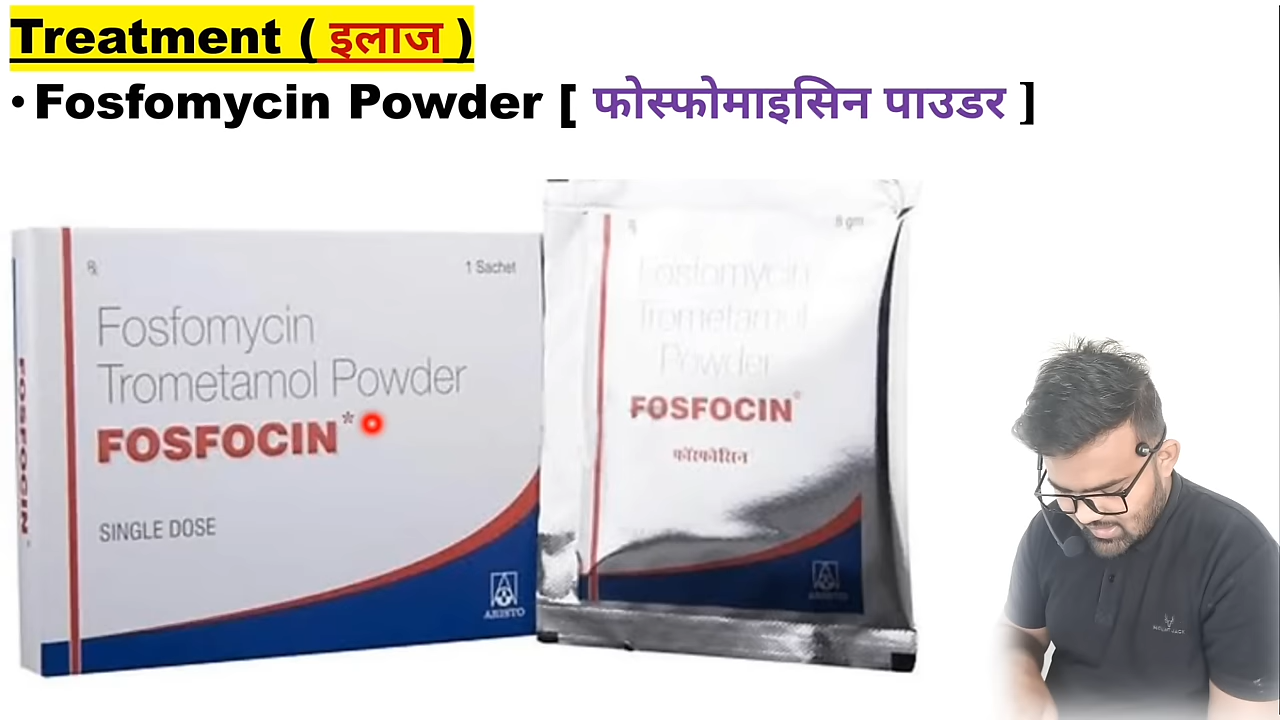 Treatment ( इलाज )
• Fosfomycin Powder [ फोस्फोमाइसिन पाउडर ]
℞
1 Sachet
Fosfomycin
Trometamol Powder
FOSFOCIN*
SINGLE DOSE
ARISTO
FOSFOCIN
℞
8 gm
Fosfomycin
Trometamol
Powder
FOSFOCIN
फॉस्फोसिन
ARISTO